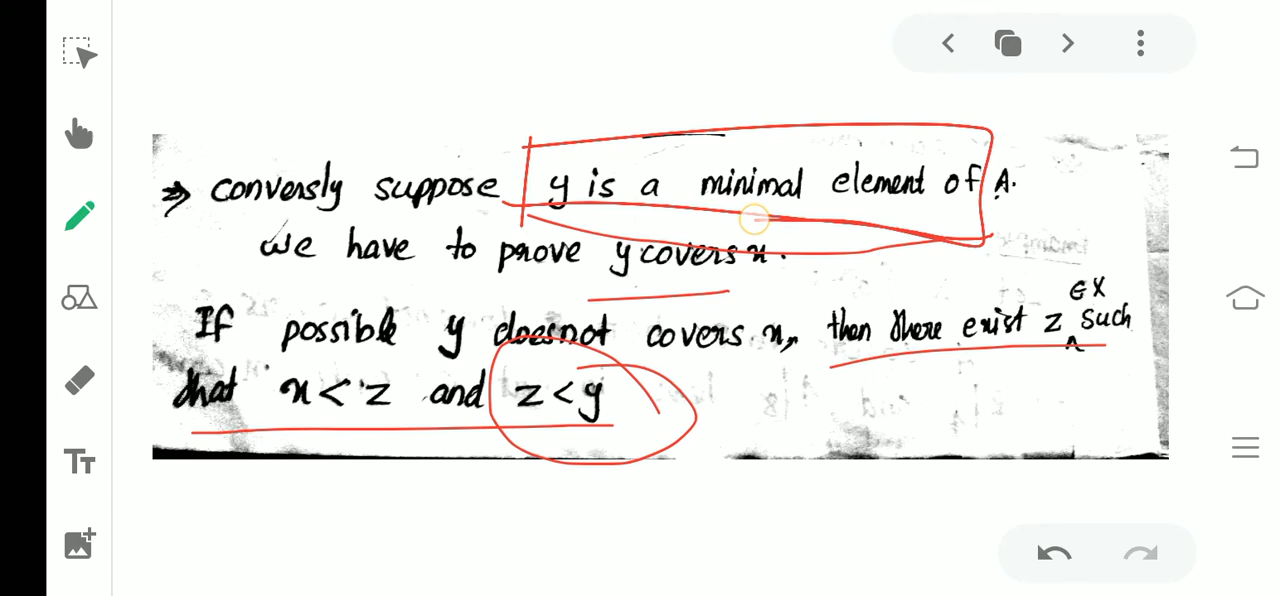 ⇒ conversly suppose y is a minimal element of A.
we have to prove y covers x.
If possible y doesnot covers x, then there exist z ∈X such
that x < z and z < y
Tт